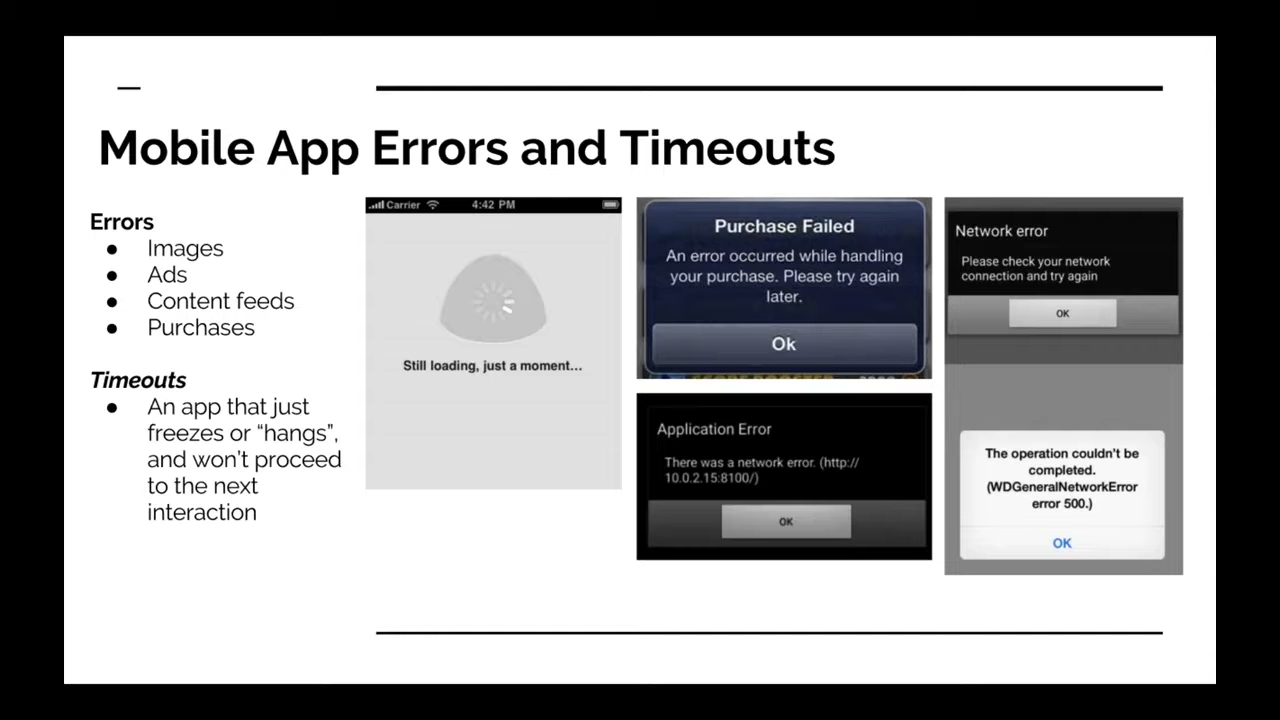 Mobile App Errors and Timeouts
Errors
● Images
● Ads
● Content feeds
● Purchases
Timeouts
● An app that just
freezes or “hangs”,
and won’t proceed
to the next
interaction
Carrier 4:42 PM
Still loading, just a moment...
Purchase Failed
An error occurred while handling
your purchase. Please try again
later.
Ok
Application Error
There was a network error. (http://
10.0.2.15:8100/)
OK
Network error
Please check your network
connection and try again
OK
The operation couldn’t be
completed.
(WDGeneralNetworkError
error 500.)
OK